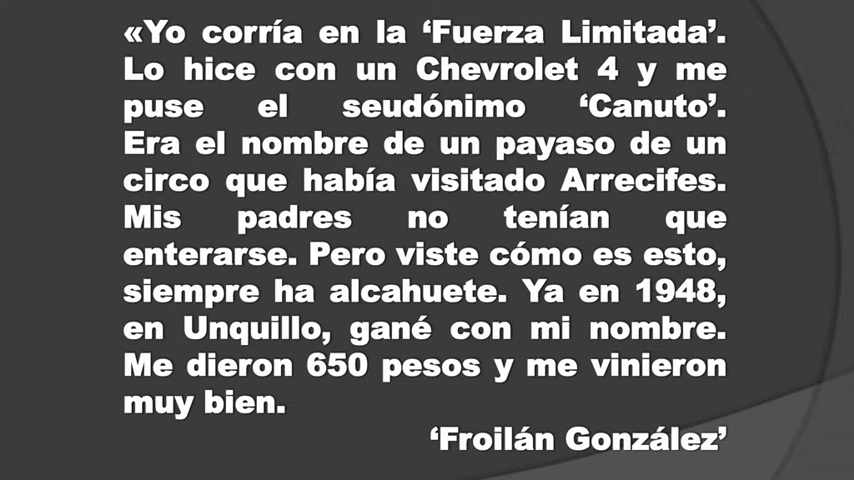 «Yo corría en la ‘Fuerza Limitada’.
Lo hice con un Chevrolet 4 y me
puse el seudónimo ‘Canuto’.
Era el nombre de un payaso de un
circo que había visitado Arrecifes.
Mis padres no tenían que
enterarse. Pero viste cómo es esto,
siempre ha alcahuete. Ya en 1948,
en Unquillo, gané con mi nombre.
Me dieron 650 pesos y me vinieron
muy bien.
‘Froilán González’